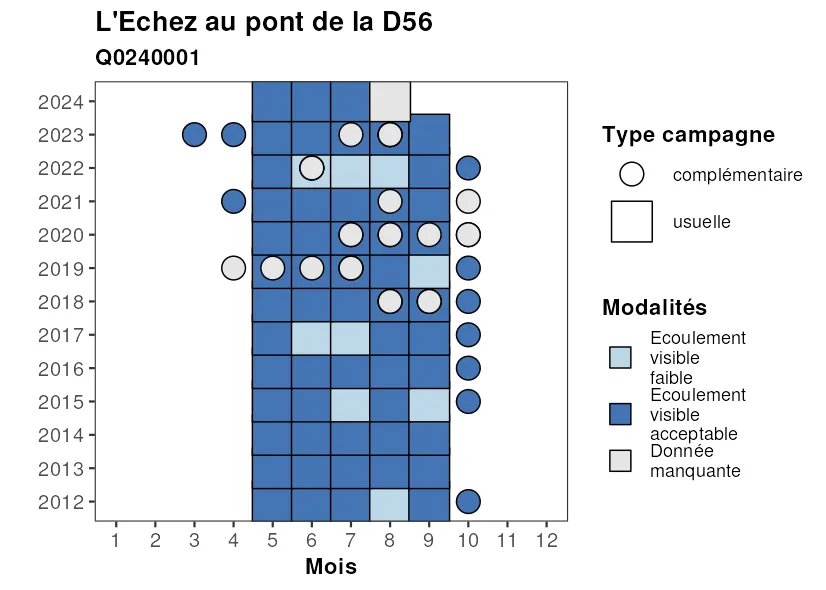 L'Echez au pont de la D56
Q0240001
2024
2023
2022
2021
2020
2019
2018
2017
2016
2015
2014
2013
2012
1 2 3 4 5 6 7 8 9 10 11 12
Mois
Type campagne
complémentaire
usuelle
Modalités
Ecoulement
visible
faible
Ecoulement
visible
acceptable
Donnée
manquante